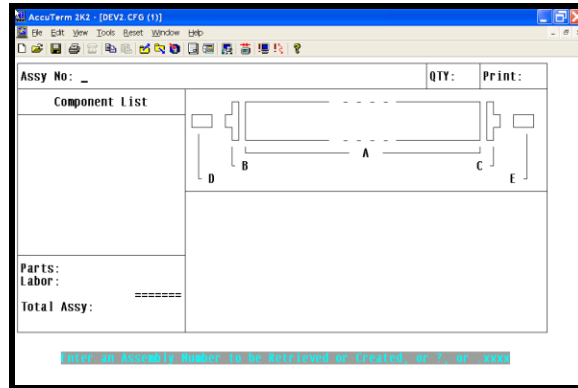 AccuTerm 2K2 - [DEV2.CFG (1)]
File Edit View Tools Reset Window Help
Assy No: _ QTY: Print:
Component List
A
B C
D E
Parts:
Labor:
=======
Total Assy:
Enter an Assembly Number to be Retrieved or Created, or ?, or .xxxx